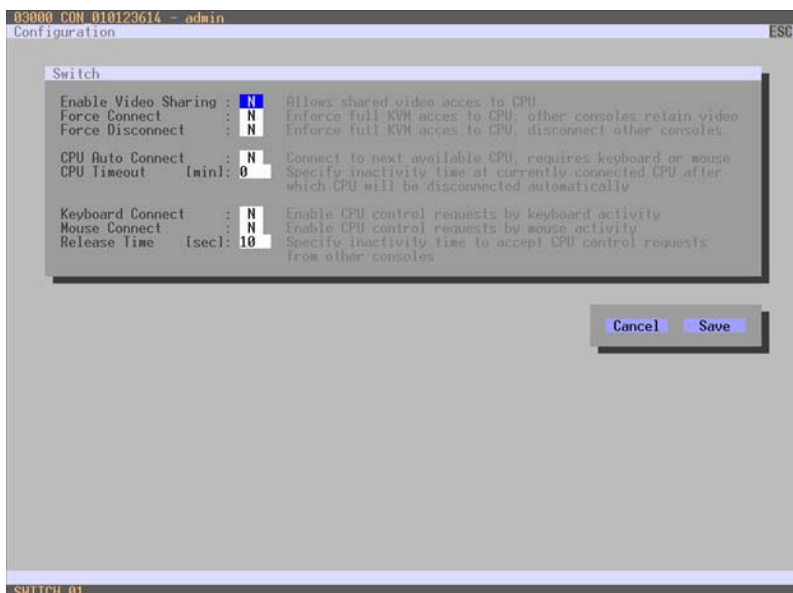 03000 CON_010123614 - admin
Configuration ESC
Switch
Enable Video Sharing : N Allows shared video acces to CPU
Force Connect : N Enforce full KVM acces to CPU, other consoles retain video
Force Disconnect : N Enforce full KVM acces to CPU, disconnect other consoles
CPU Auto Connect : N Connect to next available CPU, requires keyboard or mouse
CPU Timeout [min]: 0 Specify inactivity time at currently connected CPU after
which CPU will be disconnected automatically
Keyboard Connect : N Enable CPU control requests by keyboard activity
Mouse Connect : N Enable CPU control requests by mouse activity
Release Time [sec]: 10 Specify inactivity time to accept CPU control requests
from other consoles
Cancel Save
SWITCH_01